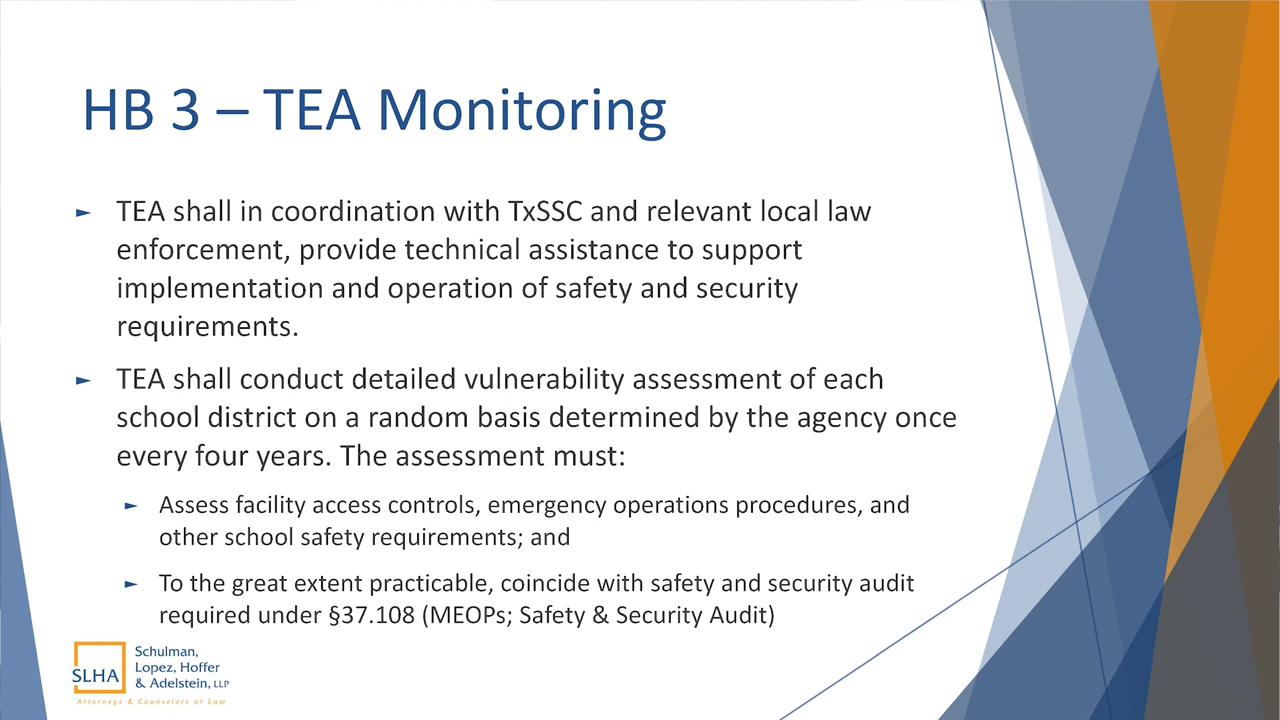 HB 3 – TEA Monitoring
► TEA shall in coordination with TxSSC and relevant local law
enforcement, provide technical assistance to support
implementation and operation of safety and security
requirements.
► TEA shall conduct detailed vulnerability assessment of each
school district on a random basis determined by the agency once
every four years. The assessment must:
► Assess facility access controls, emergency operations procedures, and
other school safety requirements; and
► To the great extent practicable, coincide with safety and security audit
required under §37.108 (MEOPs; Safety & Security Audit)
SLHA
Schulman,
Lopez, Hoffer
& Adelstein, LLP
Attorneys & Counselors at Law